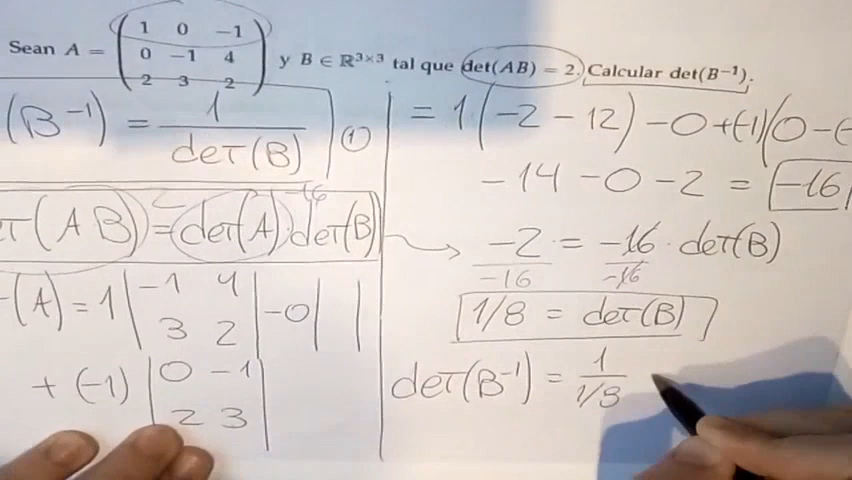 Sean A = ( 1 0 −1
0 −1 4
2 3 2 ) y B ∈ ℝ³ˣ³ tal que det(AB) = 2. Calcular det(B⁻¹).
(B⁻¹) = 1 / det(B) ①
(AB) = det(A) · det(B)
2 -16
(A) = 1 | -1 4
3 2 | - 0 | |
+ (-1) | 0 -1
2 3 |
= 1(-2 - 12) - 0 + (-1)(0 - (-
-14 - 0 - 2 = -16
-2 / -16 = -16 / -16 · det(B)
1/8 = det(B)
det(B⁻¹) = 1 / 1/8